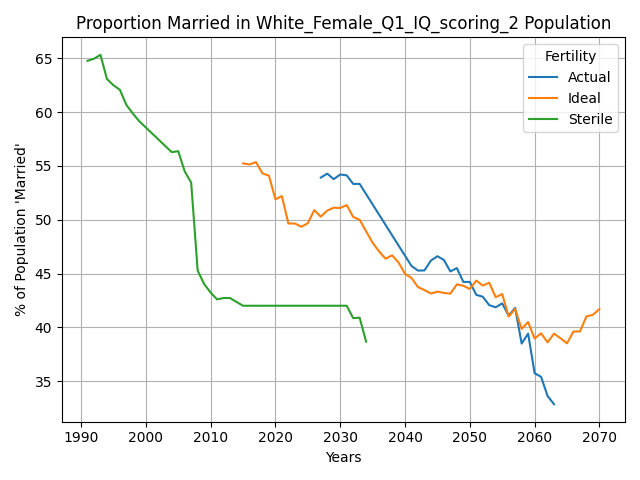 Proportion Married in White_Female_Q1_IQ_scoring_2 Population
% of Population 'Married'
65
60
55
50
45
40
35
Fertility
Actual
Ideal
Sterile
1990 2000 2010 2020 2030 2040 2050 2060 2070
Years